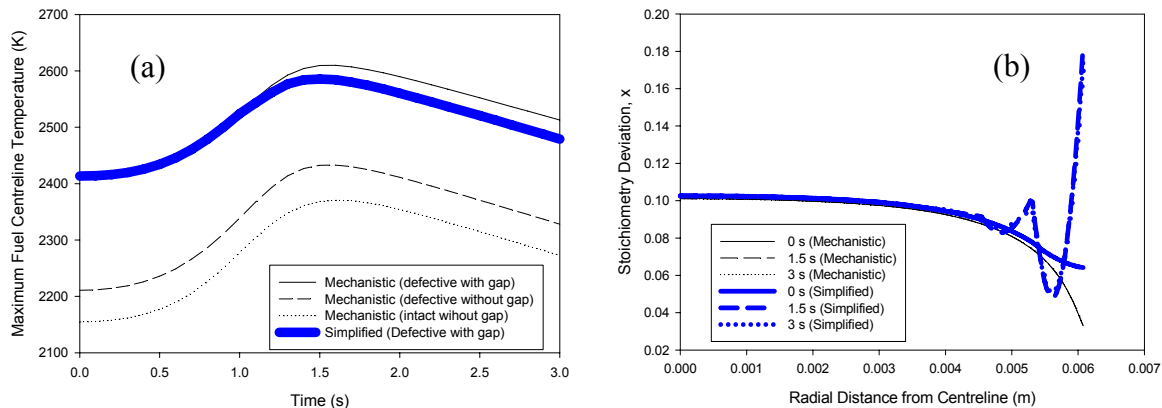 (a)
Maximum Fuel Centreline Temperature (K)
2700
2600
2500
2400
2300
2200
2100
Mechanistic (defective with gap)
Mechanistic (defective without gap)
Mechanistic (intact without gap)
Simplified (Defective with gap)
0.0 0.5 1.0 1.5 2.0 2.5 3.0
Time (s)
(b)
Stoichiometry Deviation, x
0.20
0.18
0.16
0.14
0.12
0.10
0.08
0.06
0.04
0.02
0 s (Mechanistic)
1.5 s (Mechanistic)
3 s (Mechanistic)
0 s (Simplified)
1.5 s (Simplified)
3 s (Simplified)
0.000 0.001 0.002 0.003 0.004 0.005 0.006 0.007
Radial Distance from Centreline (m)